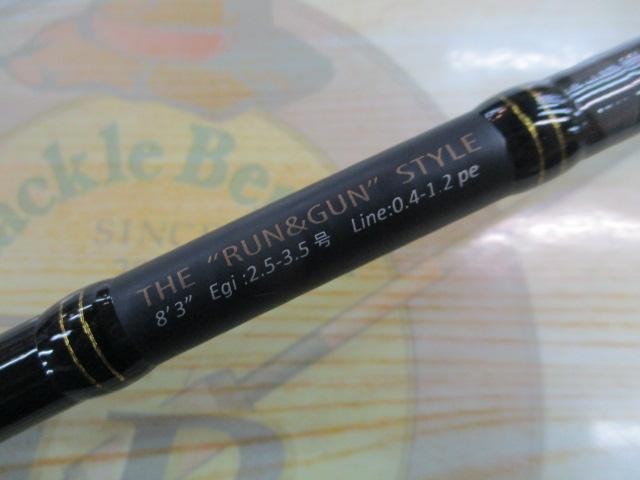 THE "RUN&GUN" STYLE
8'3" Egi :2.5-3.5号 Line:0.4-1.2 pe
ackle Be
SINCE